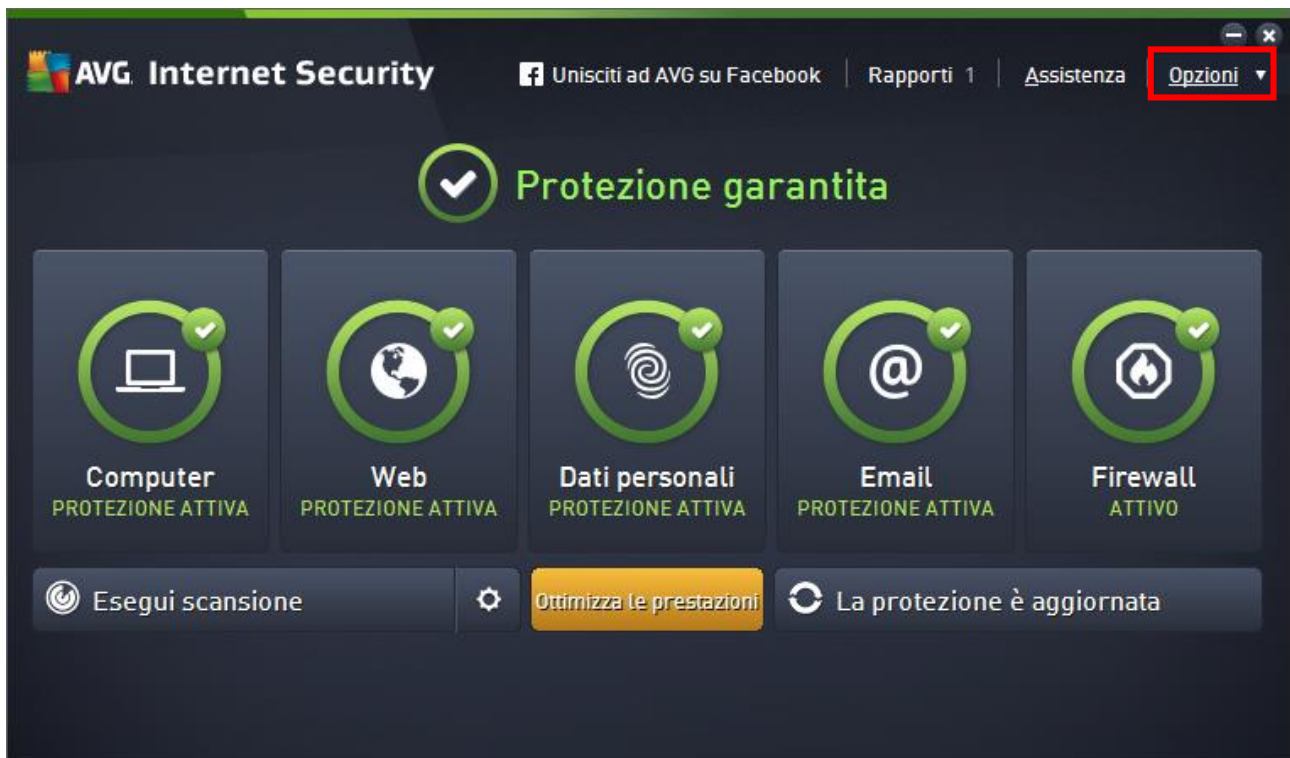 AVG. Internet Security
Unisciti ad AVG su Facebook
Rapporti 1
Assistenza
Opzioni
Protezione garantita
Computer
PROTEZIONE ATTIVA
Web
PROTEZIONE ATTIVA
Dati personali
PROTEZIONE ATTIVA
Email
PROTEZIONE ATTIVA
Firewall
ATTIVO
Esegui scansione
Ottimizza le prestazioni
La protezione è aggiornata